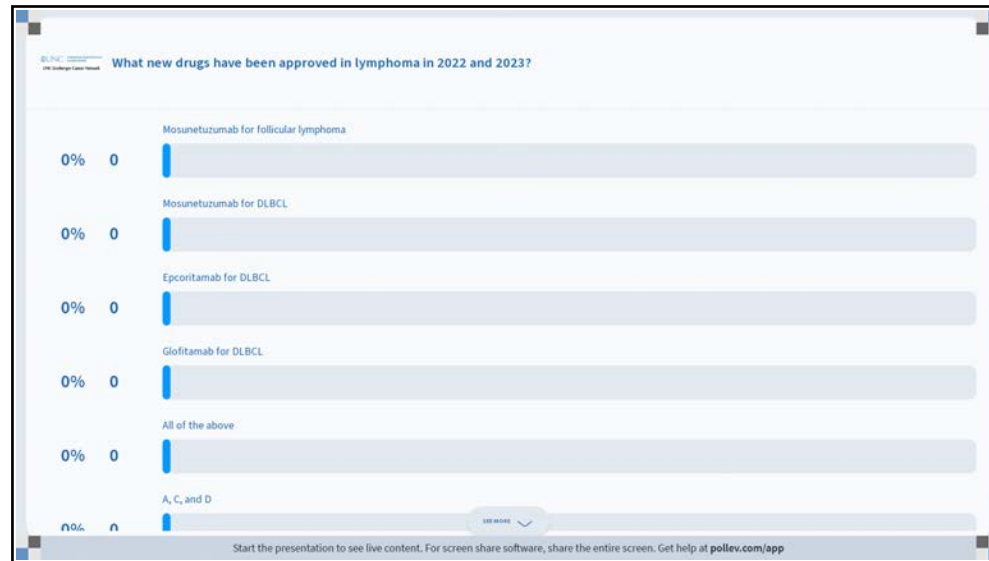 UNC
What new drugs have been approved in lymphoma in 2022 and 2023?
Mosunetuzumab for follicular lymphoma
0% 0
Mosunetuzumab for DLBCL
0% 0
Epcoritamab for DLBCL
0% 0
Glofitamab for DLBCL
0% 0
All of the above
0% 0
A, C, and D
0% 0
SEE MORE
Start the presentation to see live content. For screen share software, share the entire screen. Get help at pollev.com/app